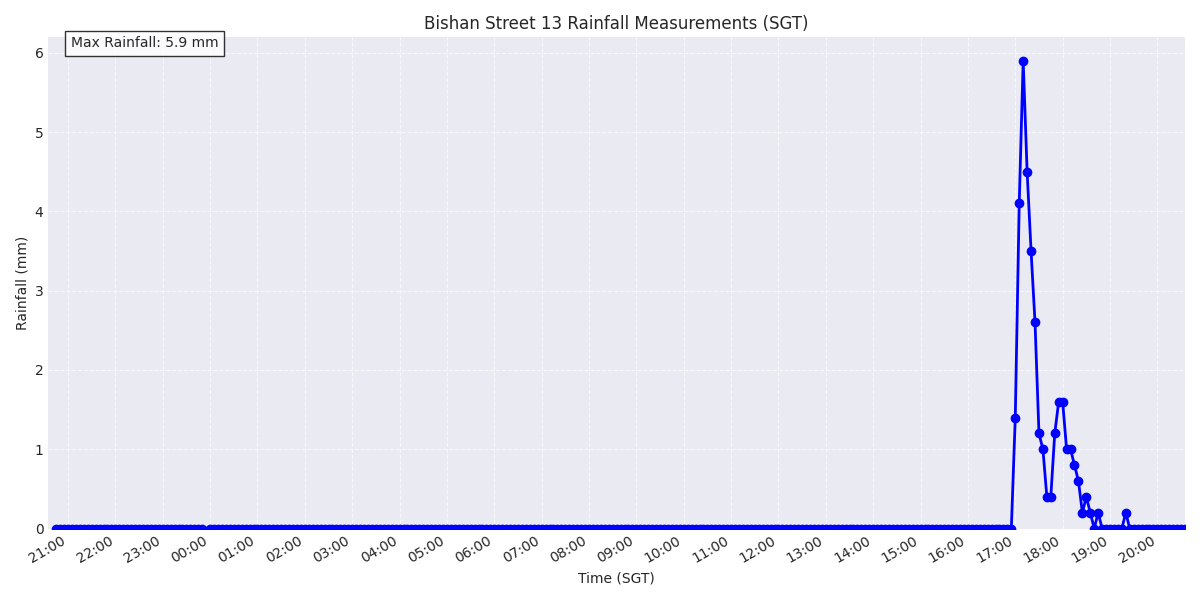 Bishan Street 13 Rainfall Measurements (SGT)
Max Rainfall: 5.9 mm
Rainfall (mm)
6
5
4
3
2
1
0
21:00 22:00 23:00 00:00 01:00 02:00 03:00 04:00 05:00 06:00 07:00 08:00 09:00 10:00 11:00 12:00 13:00 14:00 15:00 16:00 17:00 18:00 19:00 20:00
Time (SGT)